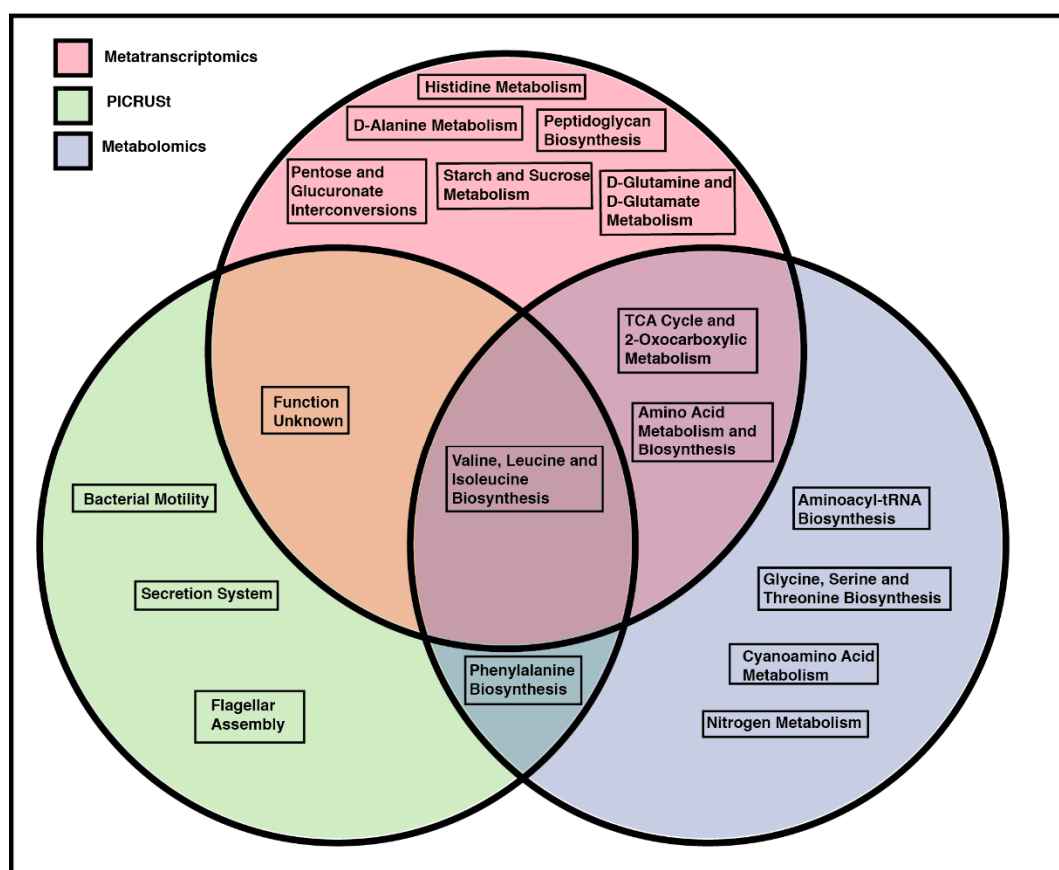 Metatranscriptomics
PICRUSt
Metabolomics
Histidine Metabolism
D-Alanine Metabolism
Peptidoglycan
Biosynthesis
Pentose and
Glucuronate
Interconversions
Starch and Sucrose
Metabolism
D-Glutamine and
D-Glutamate
Metabolism
TCA Cycle and
2-Oxocarboxylic
Metabolism
Function
Unknown
Amino Acid
Metabolism and
Biosynthesis
Valine, Leucine and
Isoleucine
Biosynthesis
Bacterial Motility
Aminoacyl-tRNA
Biosynthesis
Secretion System
Glycine, Serine and
Threonine Biosynthesis
Phenylalanine
Biosynthesis
Cyanoamino Acid
Metabolism
Flagellar
Assembly
Nitrogen Metabolism